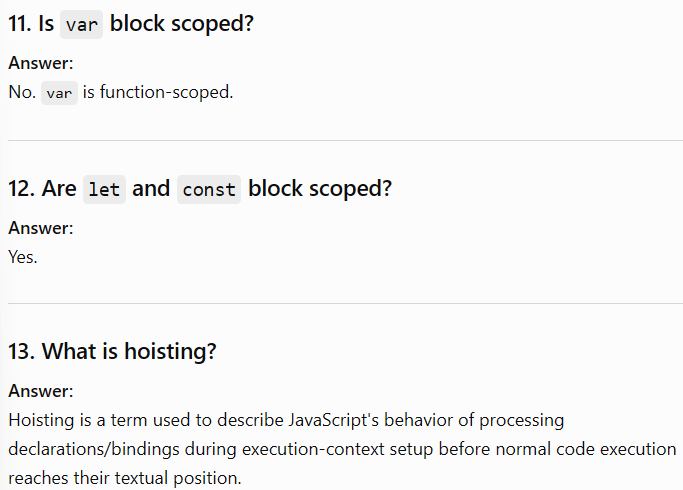 11. Is var block scoped?
Answer:
No. var is function-scoped.
12. Are let and const block scoped?
Answer:
Yes.
13. What is hoisting?
Answer:
Hoisting is a term used to describe JavaScript's behavior of processing
declarations/bindings during execution-context setup before normal code execution
reaches their textual position.